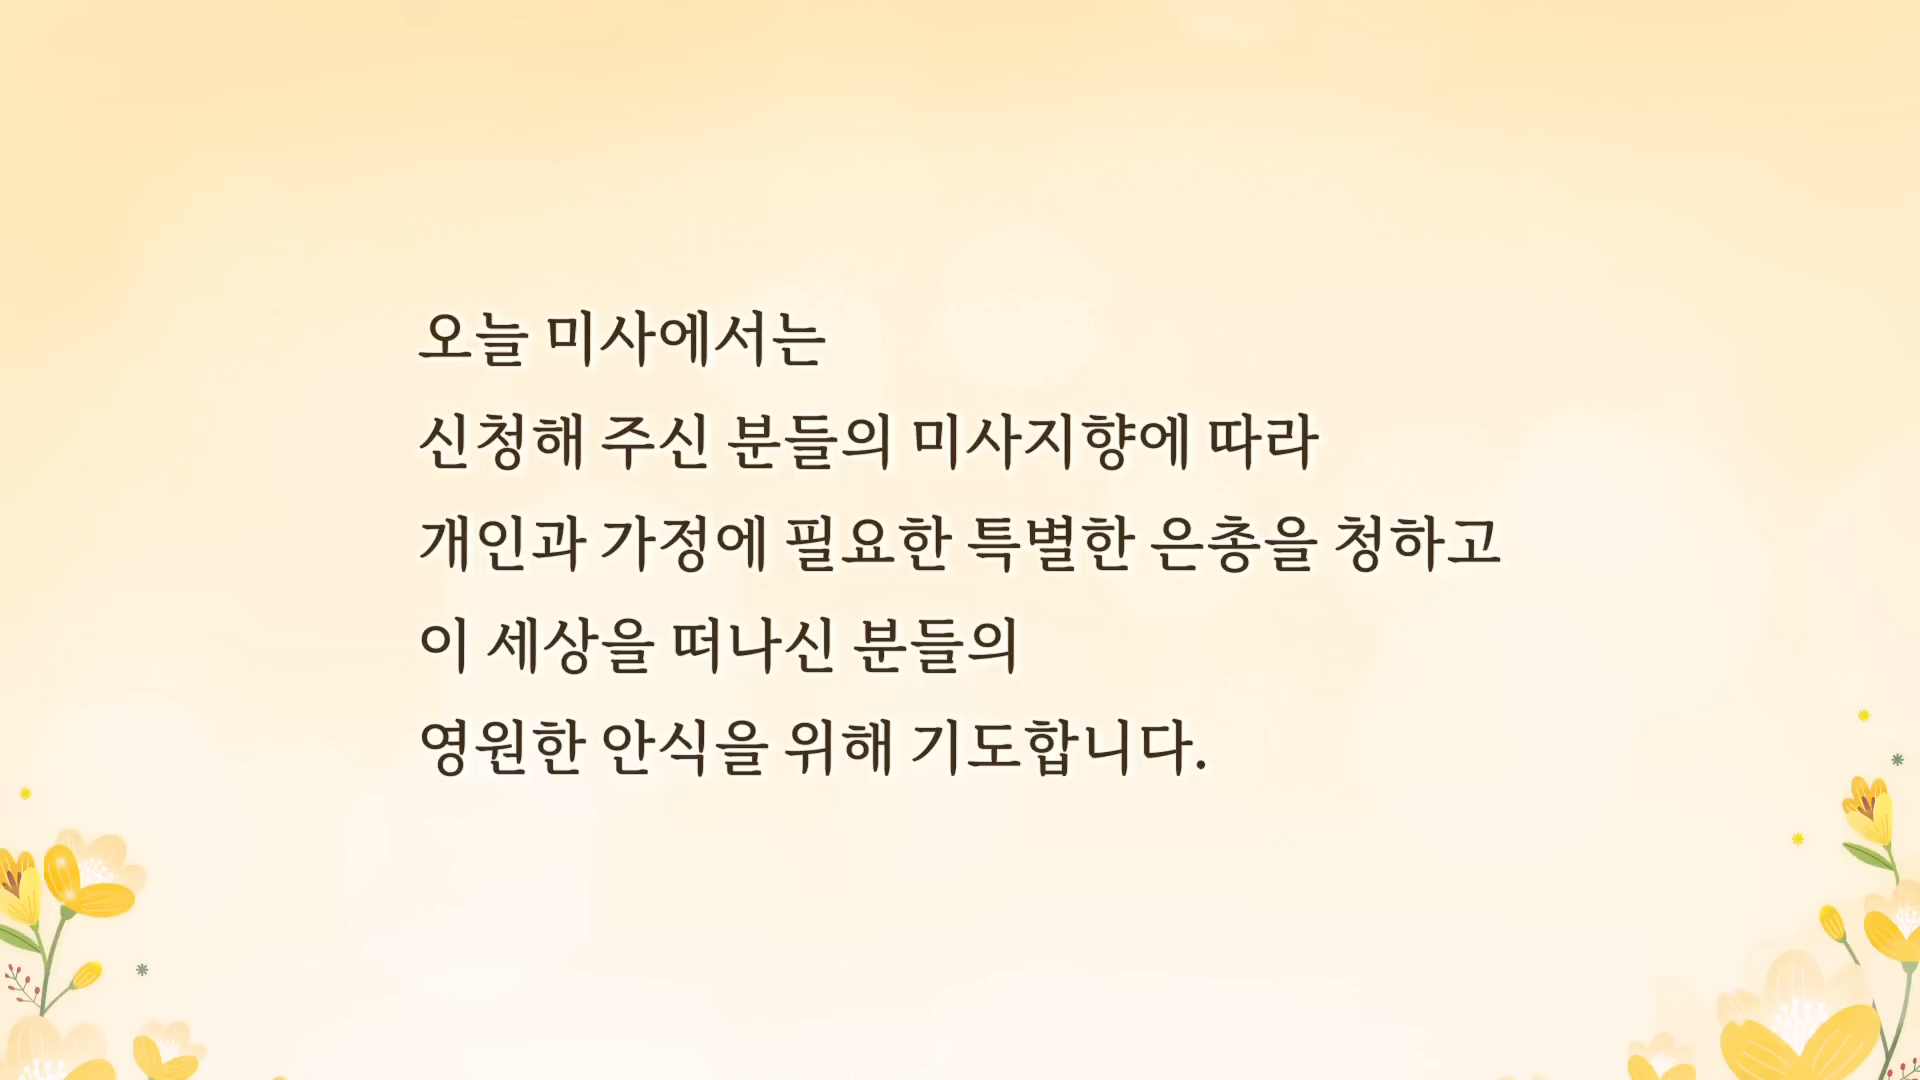 오늘 미사에서는
신청해 주신 분들의 미사지향에 따라
개인과 가정에 필요한 특별한 은총을 청하고
이 세상을 떠나신 분들의
영원한 안식을 위해 기도합니다.